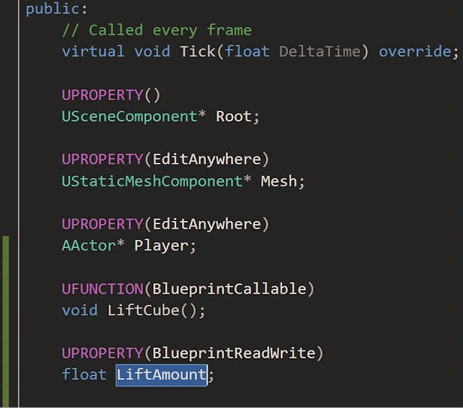 public:
// Called every frame
virtual void Tick(float DeltaTime) override;
UPROPERTY()
USceneComponent* Root;
UPROPERTY(EditAnywhere)
UStaticMeshComponent* Mesh;
UPROPERTY(EditAnywhere)
AActor* Player;
UFUNCTION(BlueprintCallable)
void LiftCube();
UPROPERTY(BlueprintReadWrite)
float LiftAmount;